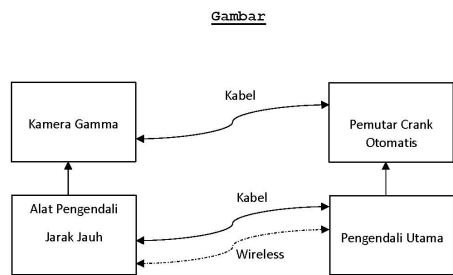 Gambar
Kabel
Kamera Gamma
Pemutar Crank
Otomatis
Kabel
Alat Pengendali
Jarak Jauh
Pengendali Utama
Wireless